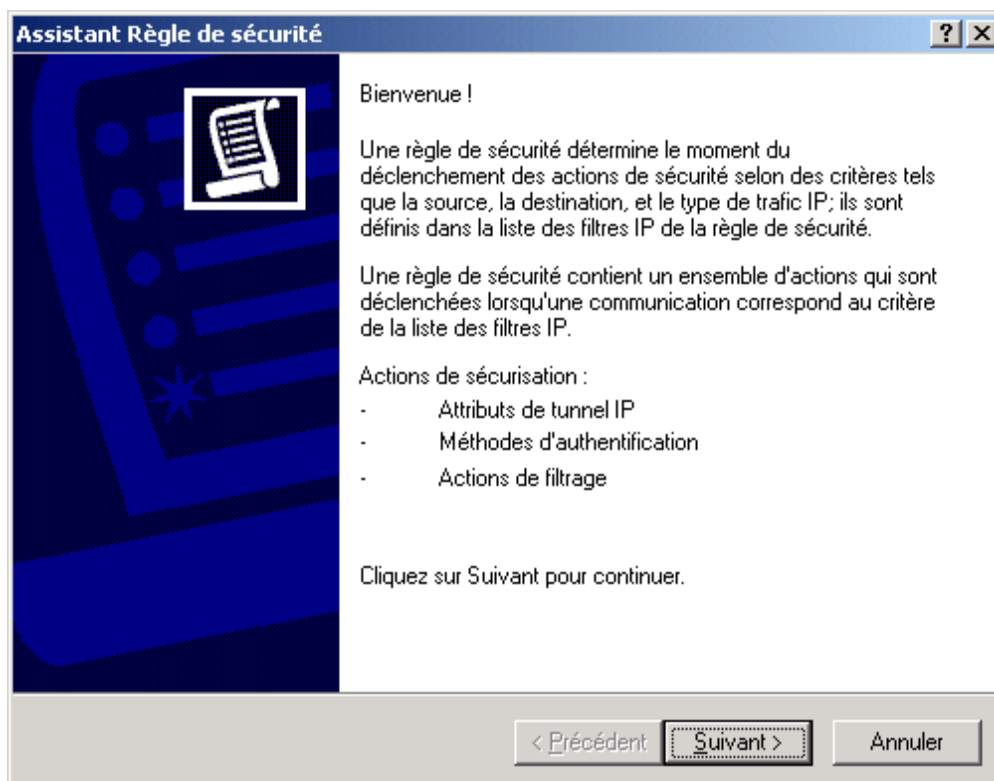 Assistant Règle de sécurité
Bienvenue !
Une règle de sécurité détermine le moment du
déclenchement des actions de sécurité selon des critères tels
que la source, la destination, et le type de trafic IP; ils sont
définis dans la liste des filtres IP de la règle de sécurité.
Une règle de sécurité contient un ensemble d'actions qui sont
déclenchées lorsqu'une communication correspond au critère
de la liste des filtres IP.
Actions de sécurisation :
- Attributs de tunnel IP
- Méthodes d'authentification
- Actions de filtrage
Cliquez sur Suivant pour continuer.
< Précédent Suivant > Annuler